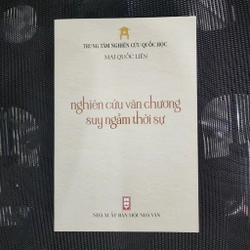 TRUNG TÂM NGHIÊN CỨU QUỐC HỌC
MAI QUỐC LIÊN
nghiên cứu văn chương
suy ngẫm thời sự
NHÀ XUẤT BẢN HỘI NHÀ VĂN